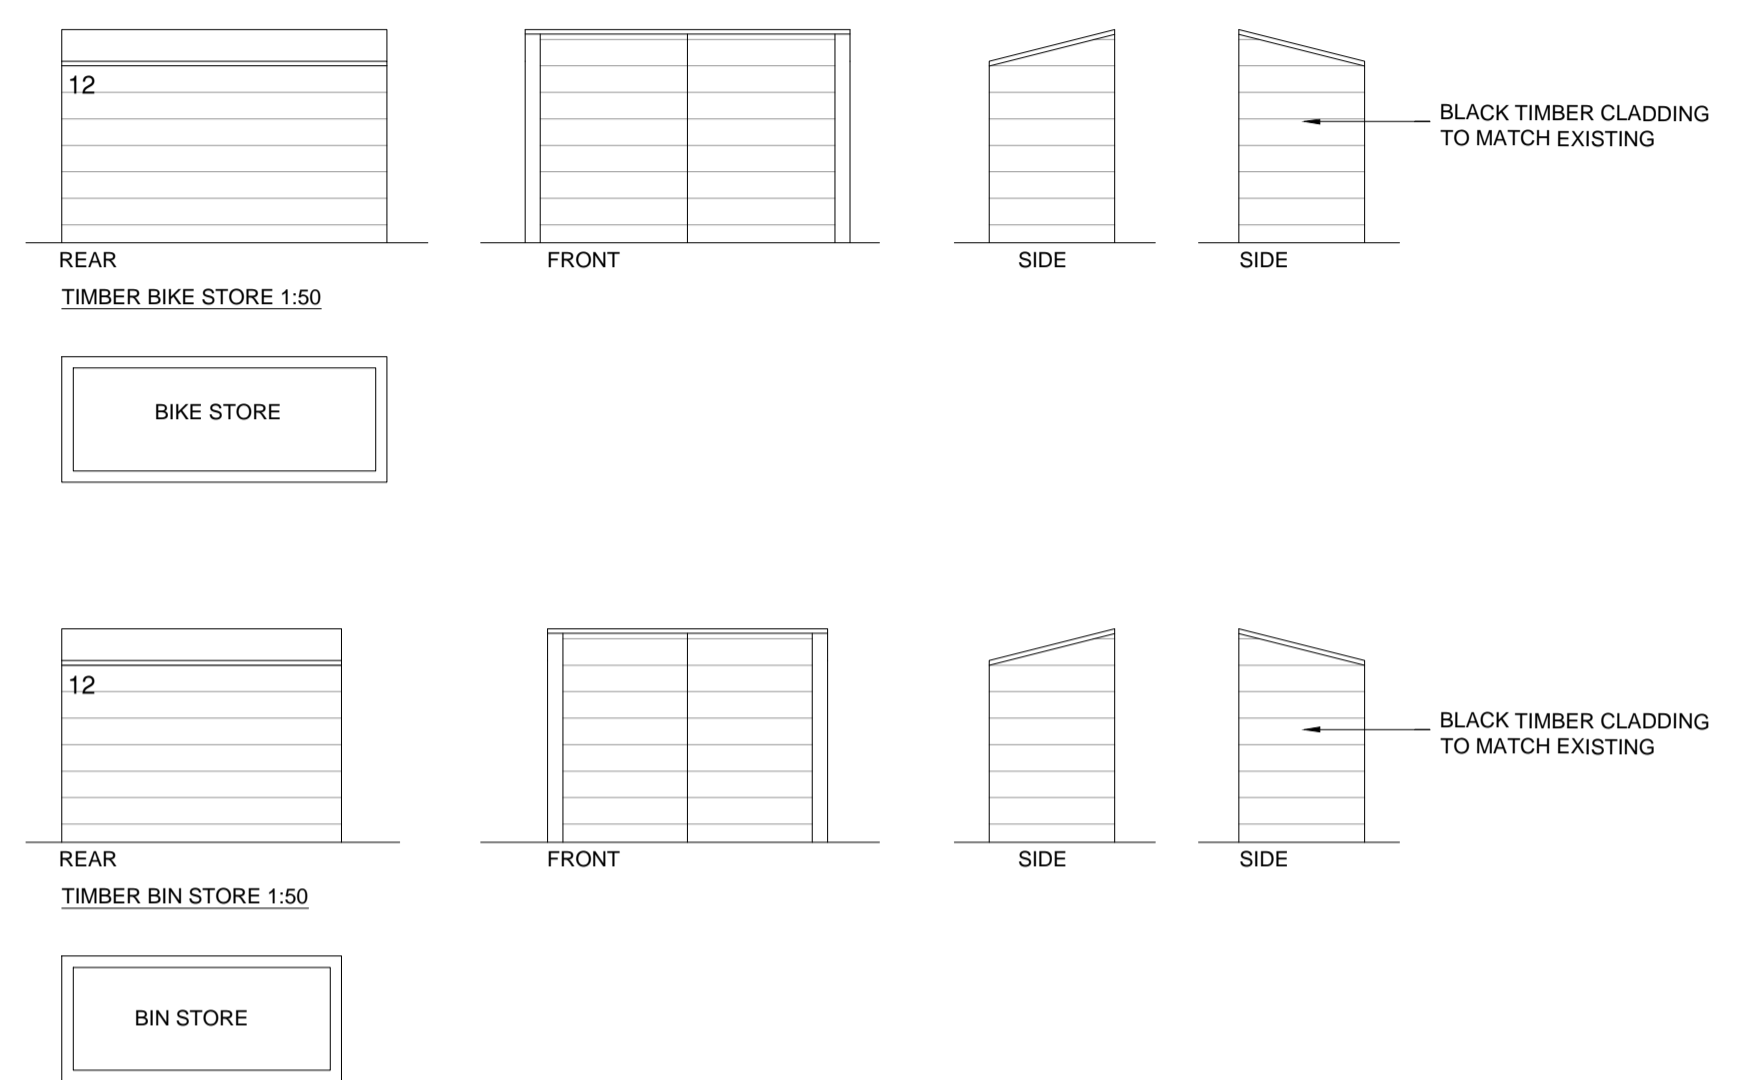 12
BLACK TIMBER CLADDING
TO MATCH EXISTING
REAR
FRONT
SIDE
SIDE
TIMBER BIKE STORE 1:50
BIKE STORE
12
BLACK TIMBER CLADDING
TO MATCH EXISTING
REAR
FRONT
SIDE
SIDE
TIMBER BIN STORE 1:50
BIN STORE